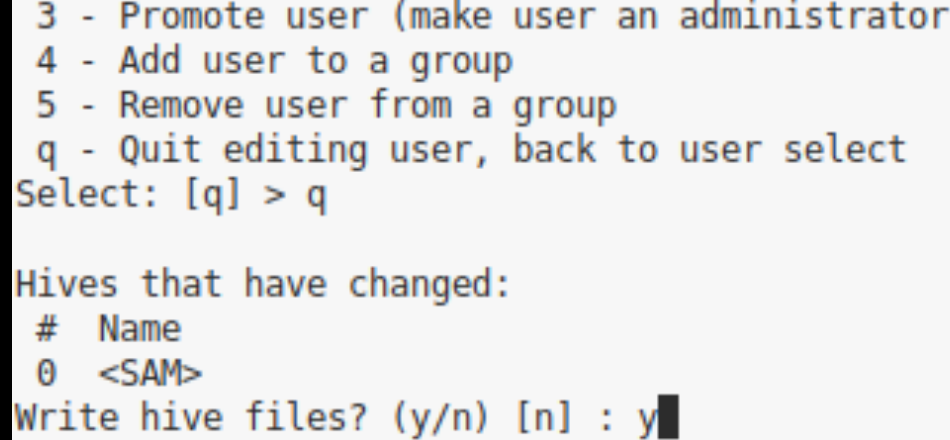 3 - Promote user (make user an administrator
4 - Add user to a group
5 - Remove user from a group
q - Quit editing user, back to user select
Select: [q] > q
Hives that have changed:
#  Name
0  <SAM>
Write hive files? (y/n) [n] : y